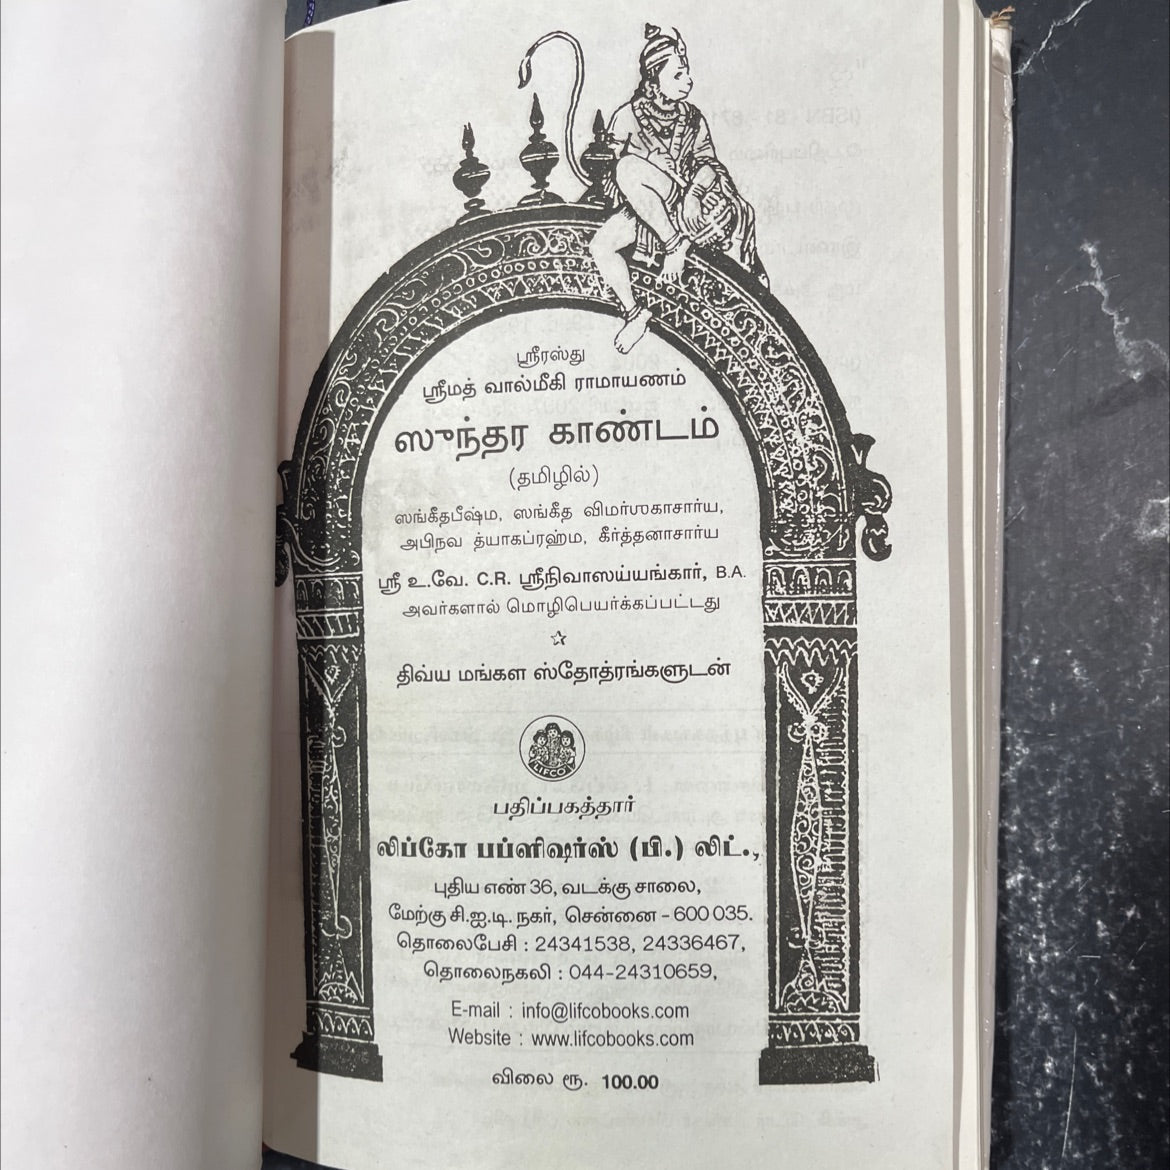 ஸ்ரீரஸ்து
ஸ்ரீமத் வால்மீகி ராமாயணம்
ஸுந்தர காண்டம்
(தமிழில்)
ஸங்கீதபீஷ்ம, ஸங்கீத விமர்ஶகாசார்ய,
அபிநவ த்யாகப்ரஹ்ம, கீர்த்தனாசார்ய
ஸ்ரீ உ.வே. C.R. ஸ்ரீநிவாஸய்யங்கார், B.A.
அவர்களால் மொழிபெயர்க்கப்பட்டது
திவ்ய மங்கள ஸ்தோத்ரங்களுடன்
LIFCO
பதிப்பகத்தார்
லிப்கோ பப்ளிஷர்ஸ் (பி.) லிட்.,
புதிய எண் 36, வடக்கு சாலை,
மேற்கு சி.ஐ.டி. நகர், சென்னை - 600 035.
தொலைபேசி : 24341538, 24336467,
தொலைநகலி : 044-24310659,
E-mail : info@lifcobooks.com
Website : www.lifcobooks.com
விலை ரூ. 100.00